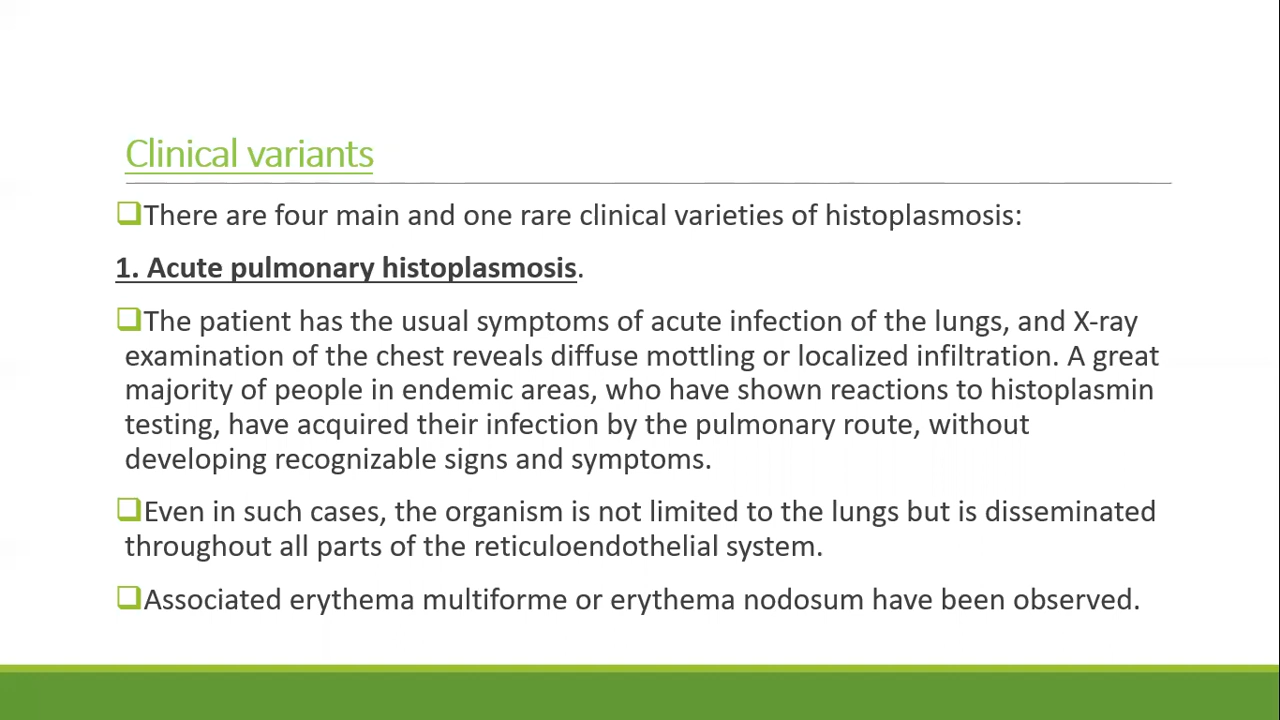 Clinical variants
There are four main and one rare clinical varieties of histoplasmosis:
1. Acute pulmonary histoplasmosis.
The patient has the usual symptoms of acute infection of the lungs, and X-ray
examination of the chest reveals diffuse mottling or localized infiltration. A great
majority of people in endemic areas, who have shown reactions to histoplasmin
testing, have acquired their infection by the pulmonary route, without
developing recognizable signs and symptoms.
Even in such cases, the organism is not limited to the lungs but is disseminated
throughout all parts of the reticuloendothelial system.
Associated erythema multiforme or erythema nodosum have been observed.